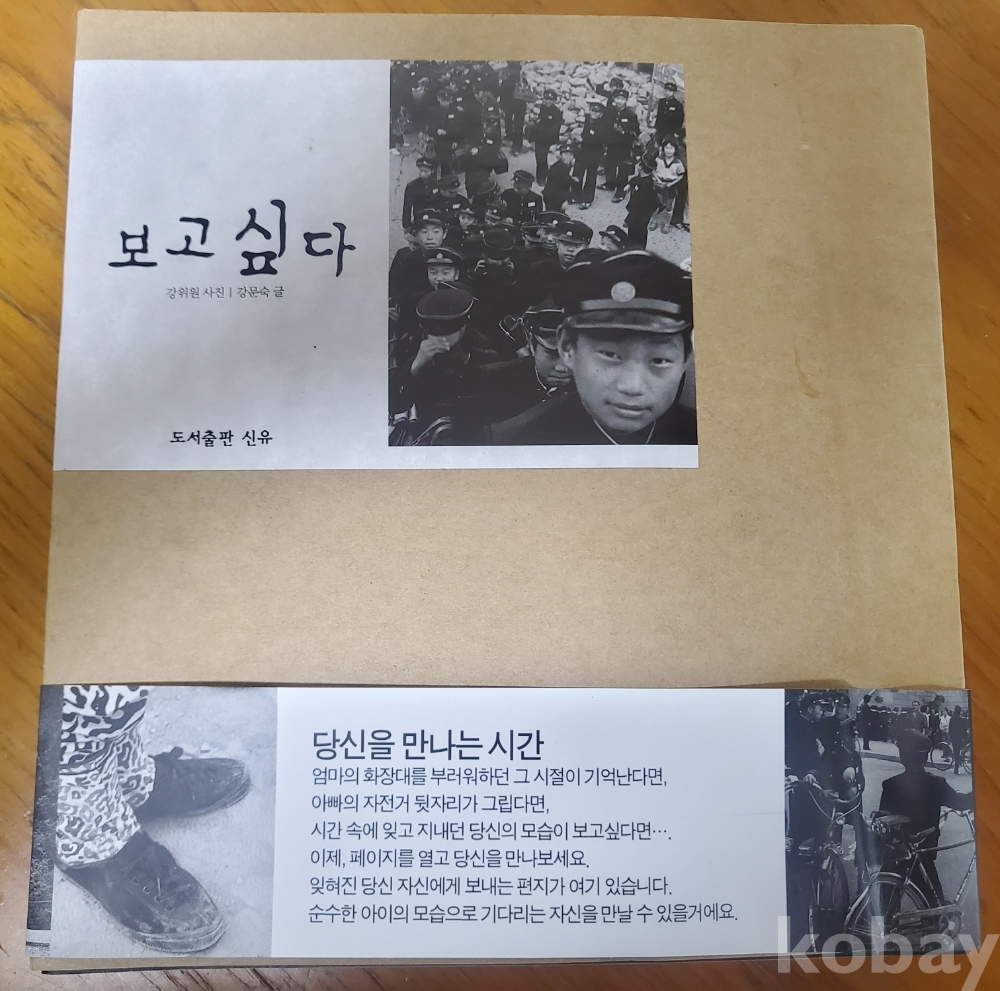 보고싶다
강위원 사진 | 강문숙 글
도서출판 신유
당신을 만나는 시간
엄마의 화장대를 부러워하던 그 시절이 기억난다면,
아빠의 자전거 뒷자리가 그립다면,
시간 속에 잊고 지내던 당신의 모습이 보고싶다면….
이제, 페이지를 열고 당신을 만나보세요.
잊혀진 당신 자신에게 보내는 편지가 여기 있습니다.
순수한 아이의 모습으로 기다리는 자신을 만날 수 있을거에요.
kobay